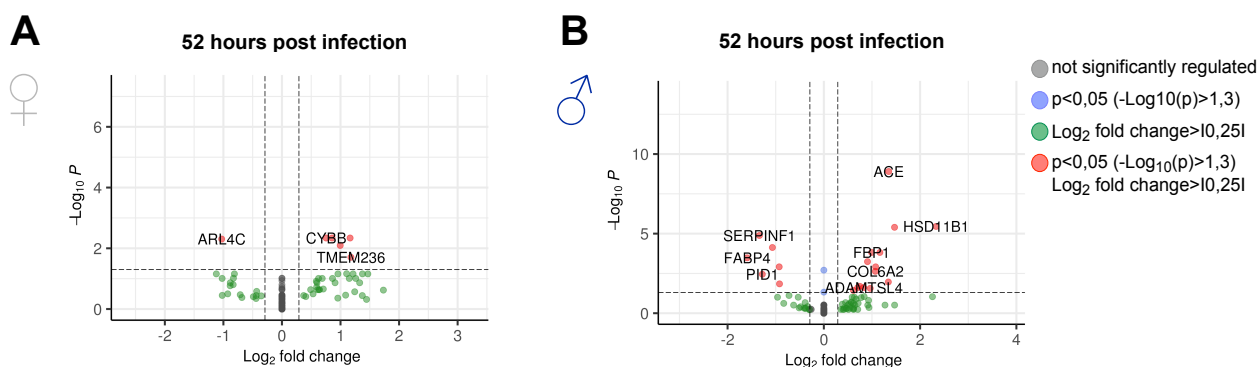 A
52 hours post infection
-Log10 P
6
4
2
0
ARL4C
CYBB
TMEM236
-2
-1
0
1
2
3
Log2 fold change
B
52 hours post infection
-Log10 P
10
5
0
ACE
HSD11B1
SERPINF1
FBP1
FABP4
COL6A2
PID1
ADAMTSL4
-2
0
2
4
Log2 fold change
not significantly regulated
p<0,05 (-Log10(p)>1,3)
Log2 fold change>I0,25I
p<0,05 (-Log10(p)>1,3)
Log2 fold change>I0,25I